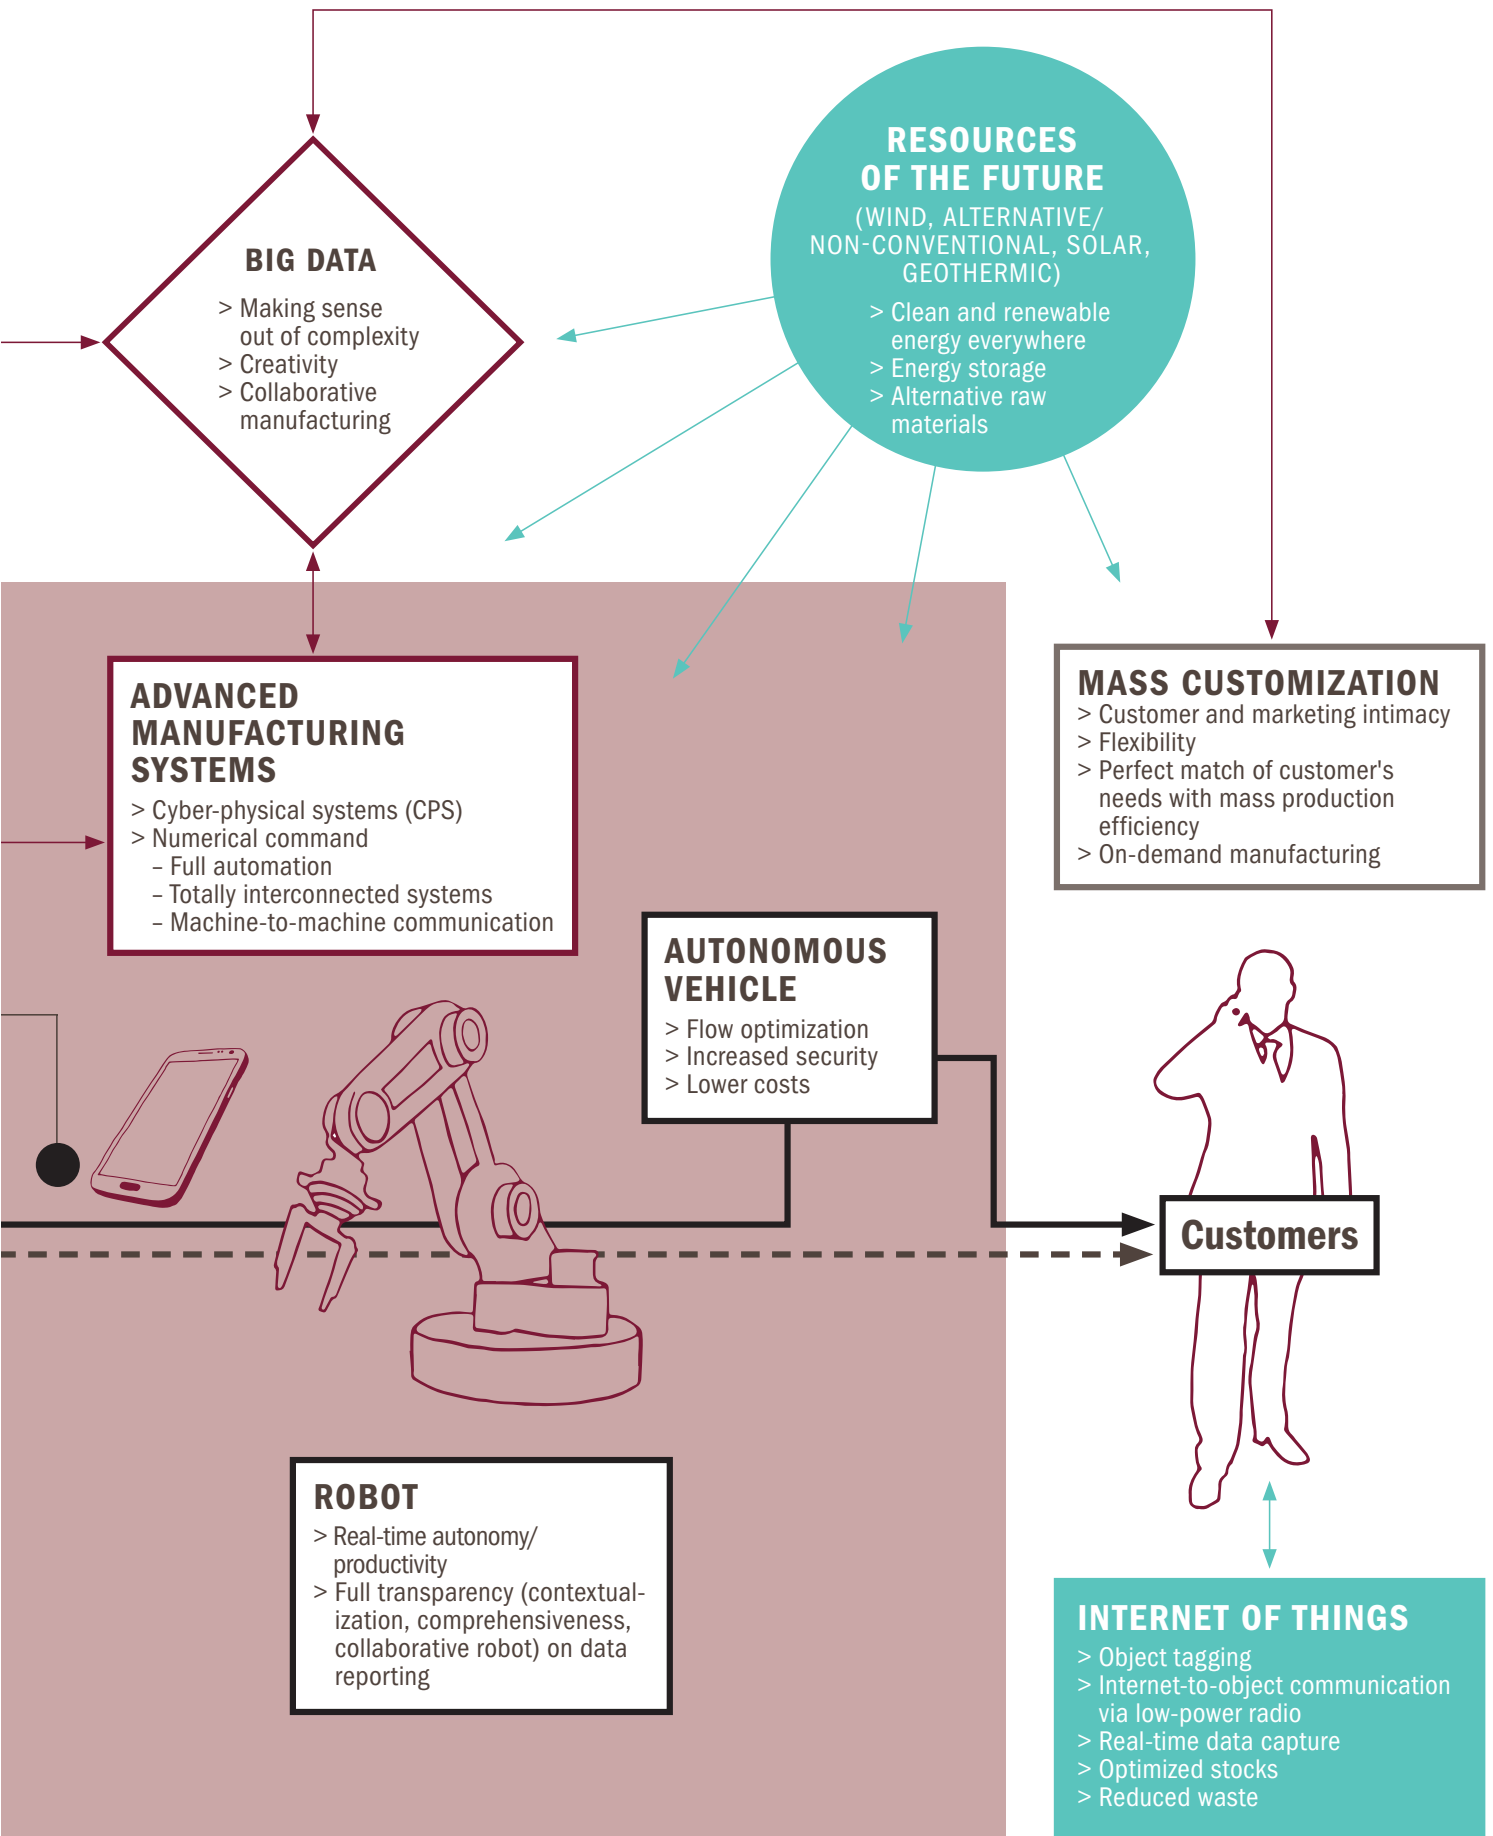 RESOURCES
OF THE FUTURE
(WIND, ALTERNATIVE/
NON-CONVENTIONAL, SOLAR,
GEOTHERMIC)
> Clean and renewable
energy everywhere
> Energy storage
> Alternative raw
materials
BIG DATA
> Making sense
out of complexity
> Creativity
> Collaborative
manufacturing
ADVANCED
MANUFACTURING
SYSTEMS
> Cyber-physical systems (CPS)
> Numerical command
– Full automation
– Totally interconnected systems
– Machine-to-machine communication
MASS CUSTOMIZATION
> Customer and marketing intimacy
> Flexibility
> Perfect match of customer's
needs with mass production
efficiency
> On-demand manufacturing
AUTONOMOUS
VEHICLE
> Flow optimization
> Increased security
> Lower costs
Customers
ROBOT
> Real-time autonomy/
productivity
> Full transparency (contextual-
ization, comprehensiveness,
collaborative robot) on data
reporting
INTERNET OF THINGS
> Object tagging
> Internet-to-object communication
via low-power radio
> Real-time data capture
> Optimized stocks
> Reduced waste